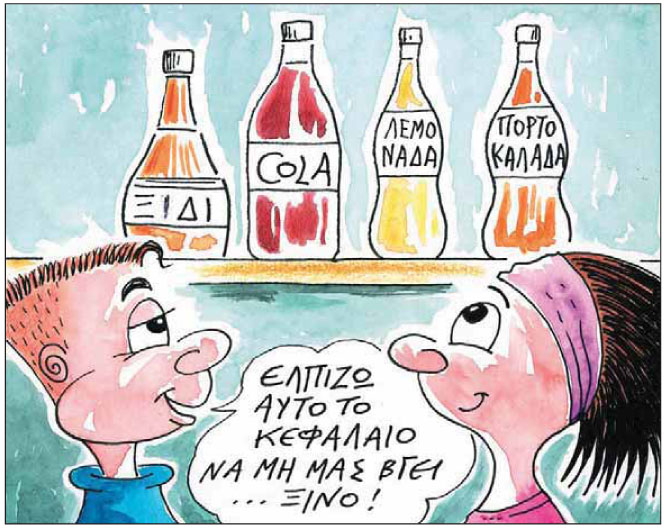 ΞΙΔΙ
COLA
ΛΕΜΟ
ΝΑΔΑ
ΠΟΡΤΟ
ΚΑΛΑΔΑ
ΕΛΠΙΖΩ
ΑΥΤΟ ΤΟ
ΚΕΦΑΛΑΙΟ
ΝΑ ΜΗ ΜΑΣ ΒΓΕΙ
... ΞΙΝΟ!